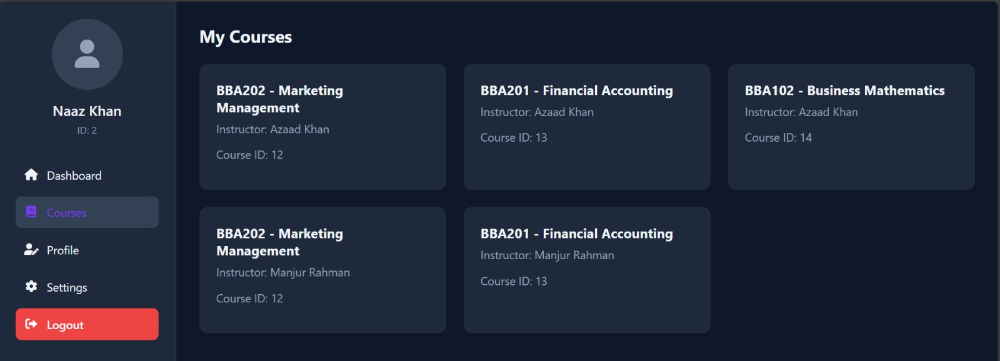 Naaz Khan
ID: 2
Dashboard
Courses
Profile
Settings
Logout
My Courses
BBA202 - Marketing
Management
Instructor: Azaad Khan
Course ID: 12
BBA201 - Financial Accounting
Instructor: Azaad Khan
Course ID: 13
BBA102 - Business Mathematics
Instructor: Azaad Khan
Course ID: 14
BBA202 - Marketing
Management
Instructor: Manjur Rahman
Course ID: 12
BBA201 - Financial Accounting
Instructor: Manjur Rahman
Course ID: 13